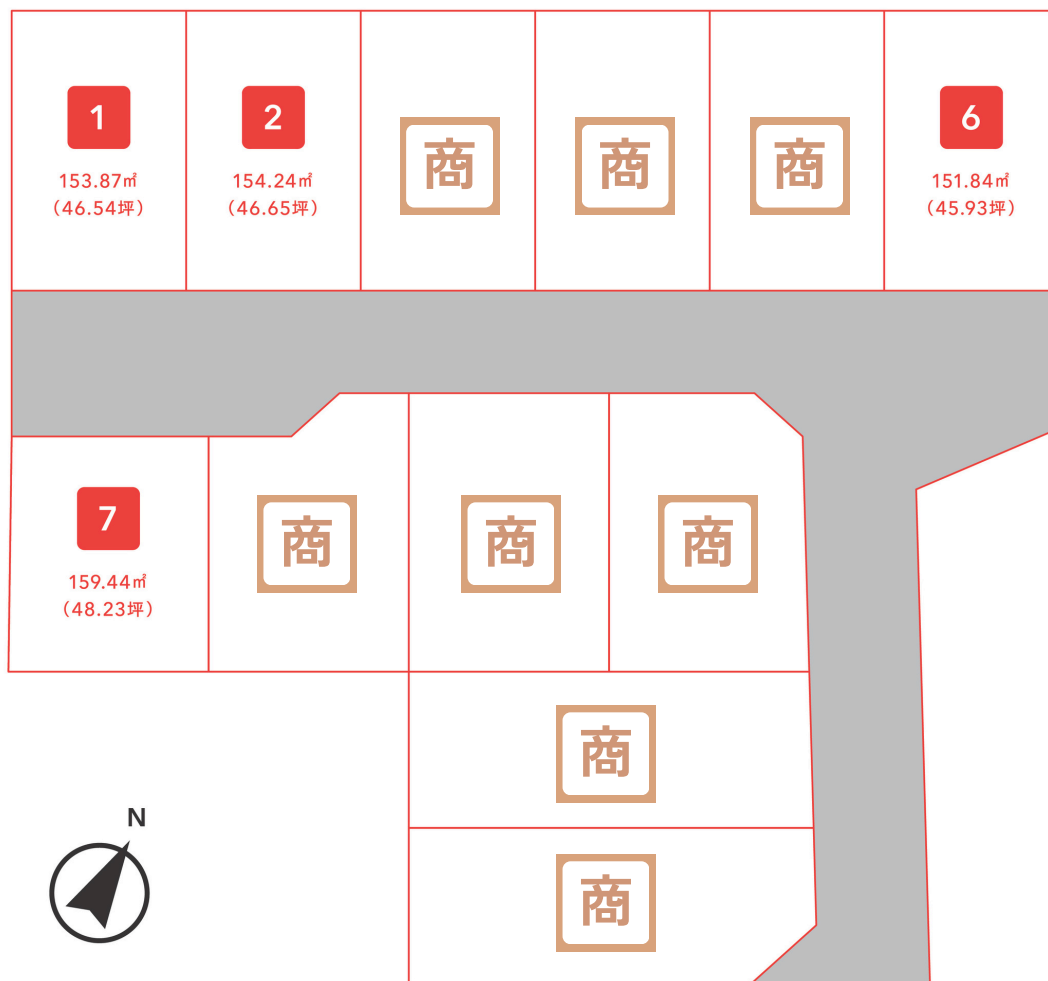 1
153.87㎡
(46.54坪)
2
154.24㎡
(46.65坪)
商
商
商
6
151.84㎡
(45.93坪)
7
159.44㎡
(48.23坪)
商
商
商
商
商
N